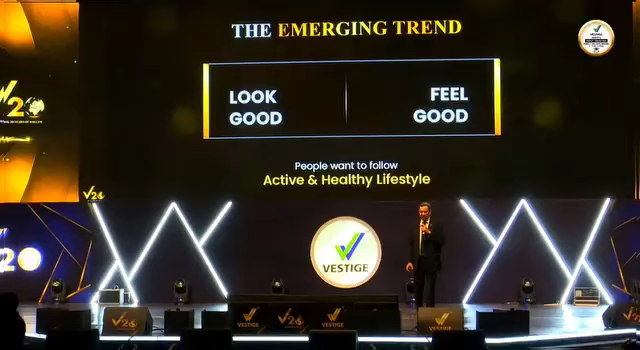 THE EMERGING TREND
LOOK
GOOD
FEEL
GOOD
People want to follow
Active & Healthy Lifestyle
VESTIGE
VESTIGE
VESTIGE
VESTIGE